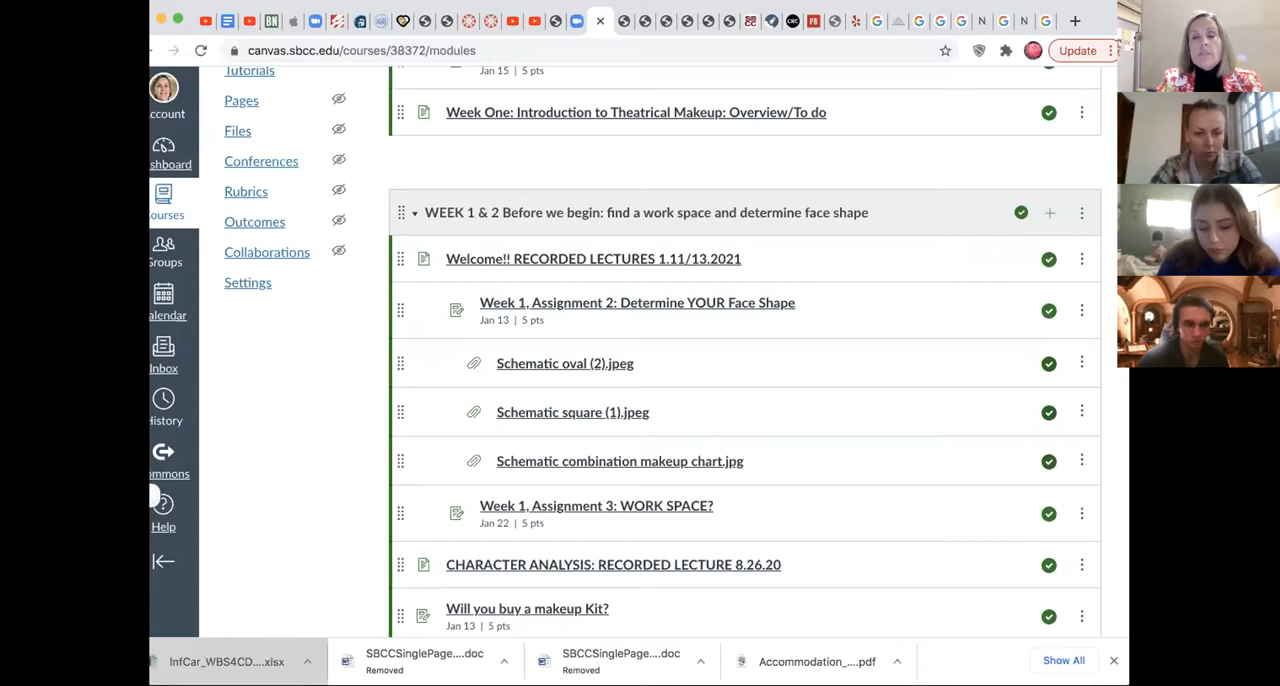 BN
CRC
G
G
G
G
N
G
N
G
canvas.sbcc.edu/courses/38372/modules
Update
Tutorials
Jan 15 | 5 pts
ccount
Pages
Week One: Introduction to Theatrical Makeup: Overview/To do
Files
shboard
Conferences
Rubrics
ourses
WEEK 1 & 2 Before we begin: find a work space and determine face shape
Outcomes
Collaborations
Welcome!! RECORDED LECTURES 1.11/13.2021
Groups
Settings
Week 1, Assignment 2: Determine YOUR Face Shape
alendar
Jan 13 | 5 pts
Inbox
Schematic oval (2).jpeg
History
Schematic square (1).jpeg
ommons
Schematic combination makeup chart.jpg
Help
Week 1, Assignment 3: WORK SPACE?
Jan 22 | 5 pts
CHARACTER ANALYSIS: RECORDED LECTURE 8.26.20
Will you buy a makeup Kit?
Jan 13 | 5 pts
InfCar_WBS4CD....xlsx
SBCCSinglePage....doc
Removed
SBCCSinglePage....doc
Removed
Accommodation_....pdf
Show All